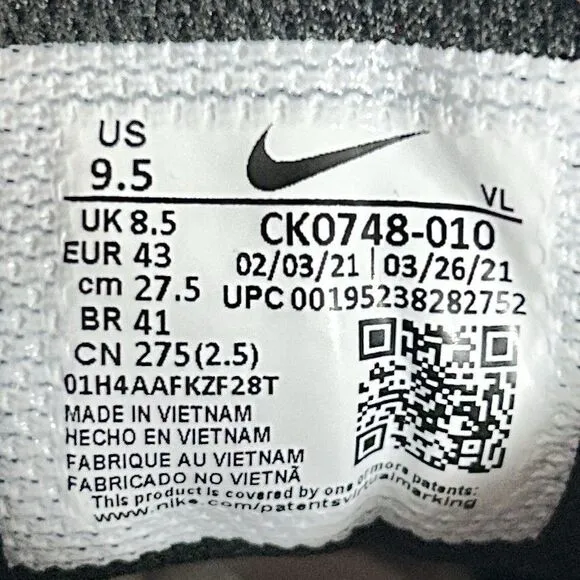 US
9.5
VL
UK 8.5
CK0748-010
EUR 43
02/03/21 | 03/26/21
cm 27.5
UPC 00195238282752
BR 41
CN 275(2.5)
01H4AAFKZF28T
MADE IN VIETNAM
HECHO EN VIETNAM
FABRIQUE AU VIETNAM
FABRICADO NO VIETNÃ
This product is covered by one or more patents:
www.nike.com/patentsvirtualmarking